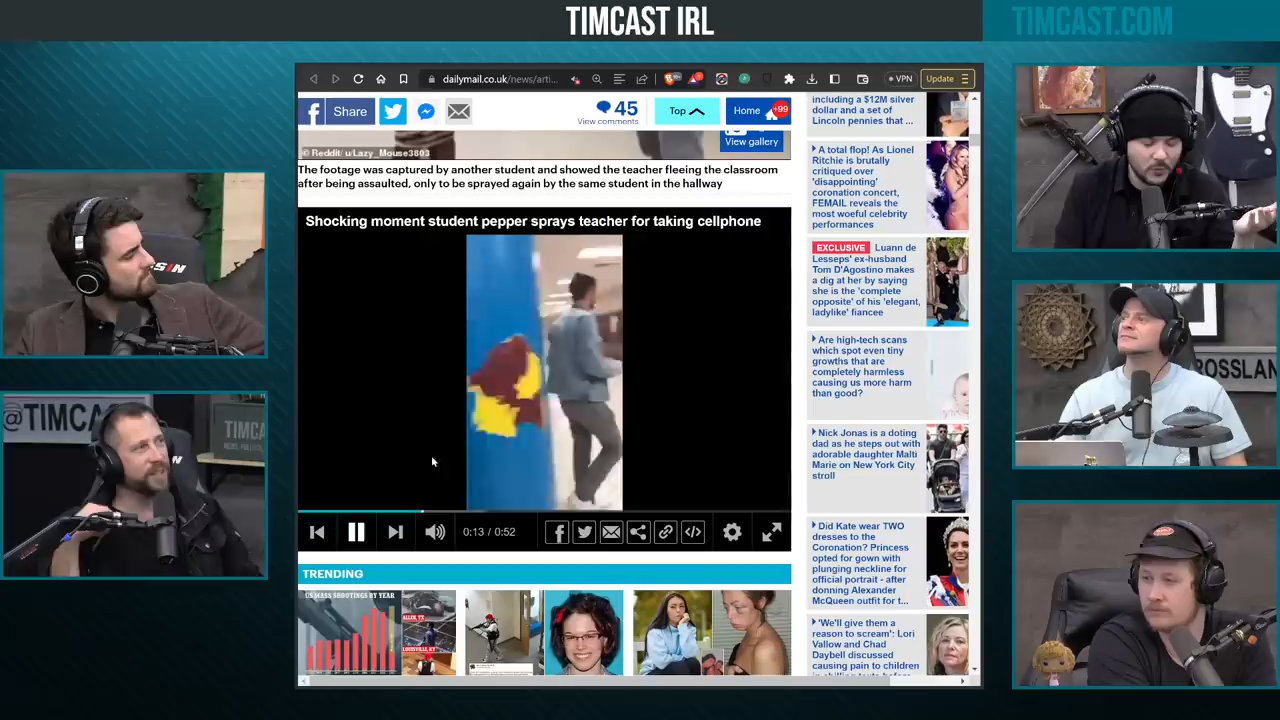 TIMCAST IRL
TIMCAST.COM
dailymail.co.uk/news/arti...
VPN
Update
Share
45
View comments
Top
Home
+99
View gallery
© Reddit/ u/Lazy_Mouse3803
The footage was captured by another student and showed the teacher fleeing the classroom
after being assaulted, only to be sprayed again by the same student in the hallway
Shocking moment student pepper sprays teacher for taking cellphone
0:13 / 0:52
TRENDING
US MASS SHOOTINGS BY YEAR
ALLEN, TX
LOUISVILLE, KY
including a $12M silver
dollar and a set of
Lincoln pennies that ...
A total flop! As Lionel
Ritchie is brutally
critiqued over
'disappointing'
coronation concert,
FEMAIL reveals the
most woeful celebrity
performances
EXCLUSIVE Luann de
Lesseps' ex-husband
Tom D'Agostino makes
a dig at her by saying
she is the 'complete
opposite' of his 'elegant,
ladylike' fiancee
Are high-tech scans
which spot even tiny
growths that are
completely harmless
causing us more harm
than good?
Nick Jonas is a doting
dad as he steps out with
adorable daughter Malti
Marie on New York City
stroll
Did Kate wear TWO
dresses to the
Coronation? Princess
opted for gown with
plunging neckline for
official portrait - after
donning Alexander
McQueen outfit for t...
'We'll give them a
reason to scream': Lori
Vallow and Chad
Daybell discussed
causing pain to children
@TIMCA
TIMCA
ROSSLAN